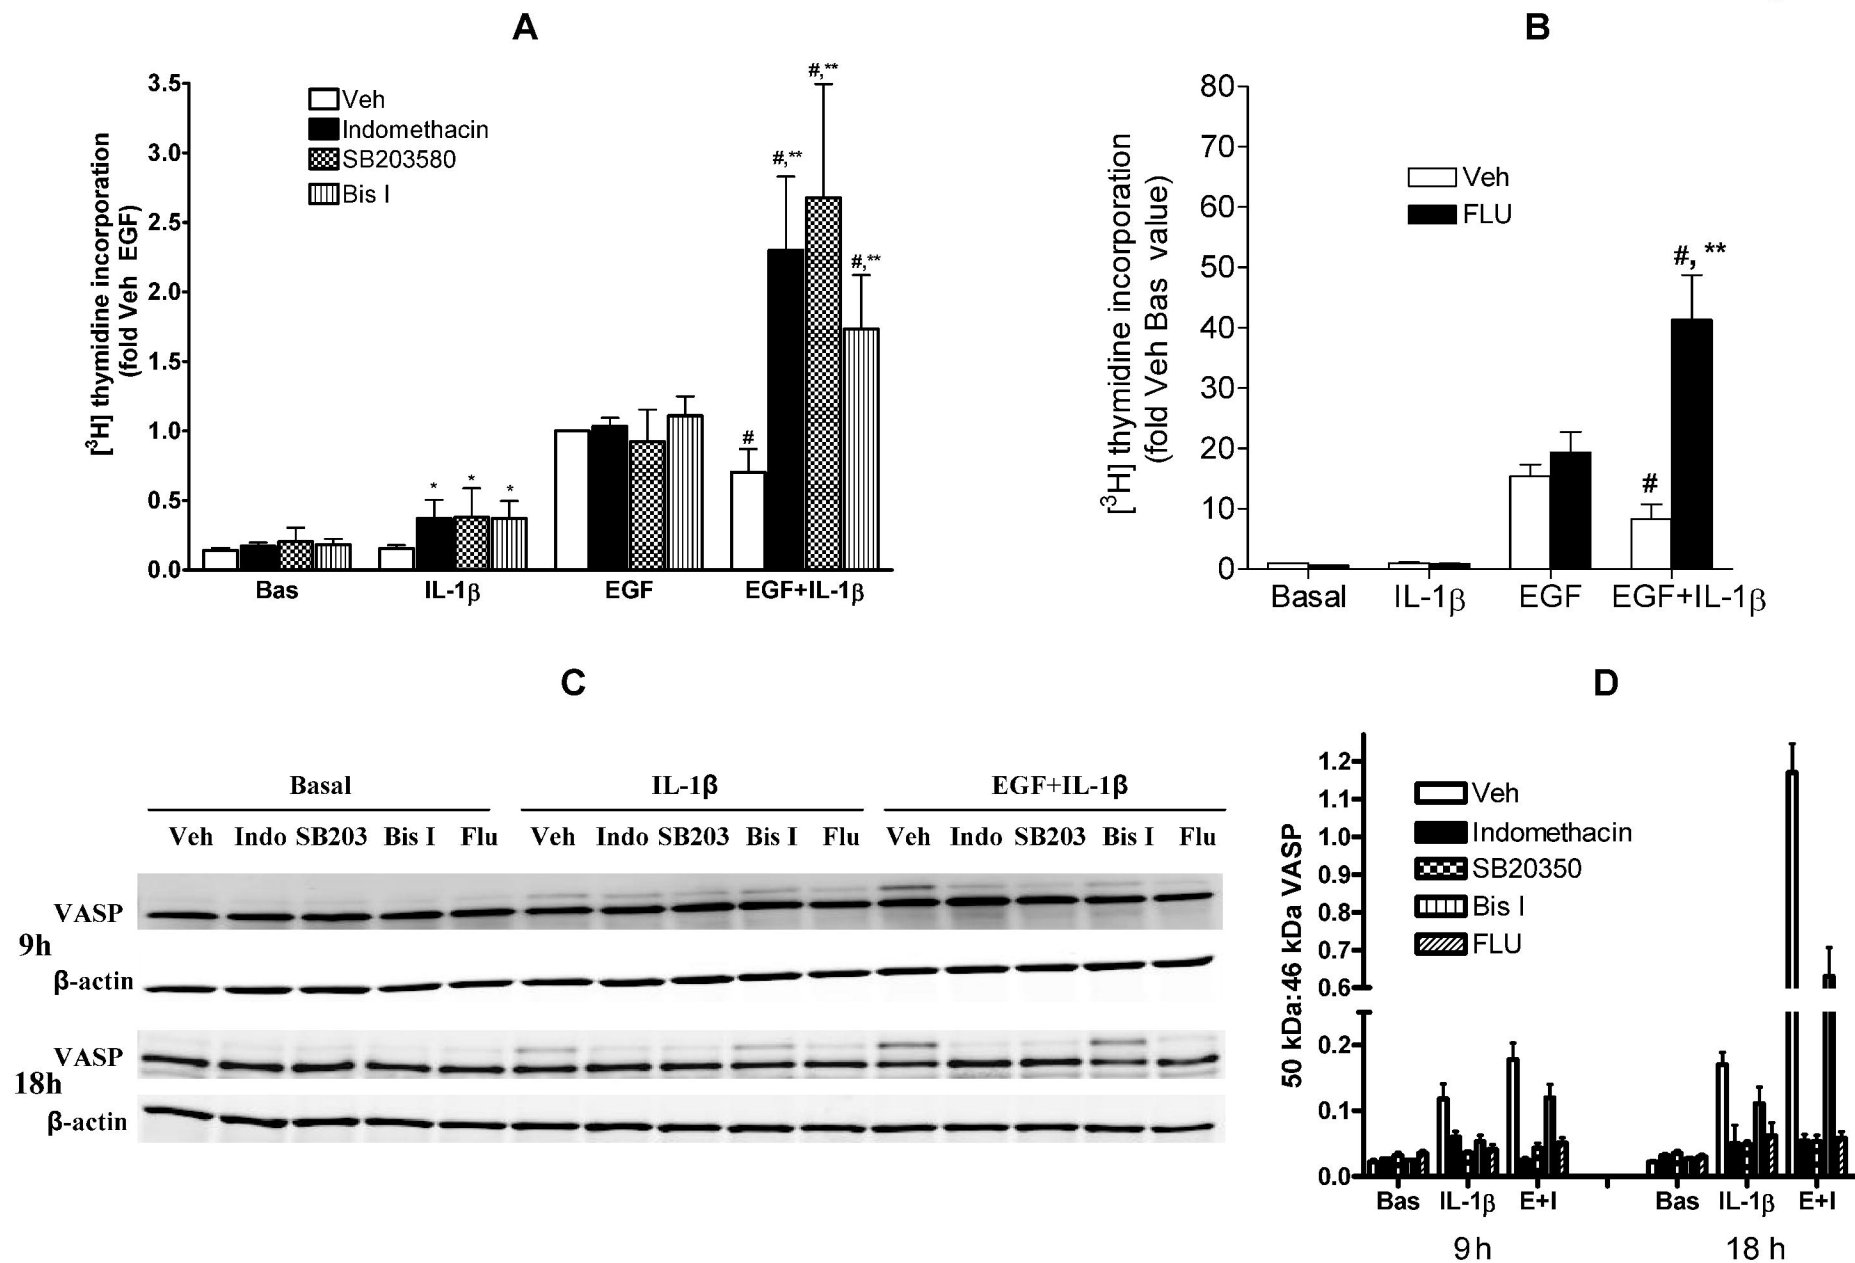 A
3.5
3.0
2.5
2.0
1.5
1.0
0.5
0.0
[³H] thymidine incorporation
(fold Veh EGF)
Veh
Indomethacin
SB203580
Bis I
*
*
*
#
#,**
#,**
#,**
Bas
IL-1β
EGF
EGF+IL-1β
B
80
70
60
50
40
30
20
10
0
[³H] thymidine incorporation
(fold Veh Bas value)
Veh
FLU
#
#, **
Basal
IL-1β
EGF
EGF+IL-1β
C
Basal
IL-1β
EGF+IL-1β
Veh Indo SB203 Bis I Flu Veh Indo SB203 Bis I Flu Veh Indo SB203 Bis I Flu
VASP
9h
β-actin
VASP
18h
β-actin
D
1.2
1.1
1.0
0.9
0.8
0.7
0.6
0.2
0.1
0.0
50 kDa:46 kDa VASP
Veh
Indomethacin
SB20350
Bis I
FLU
Bas IL-1β E+I Bas IL-1β E+I
9h 18 h